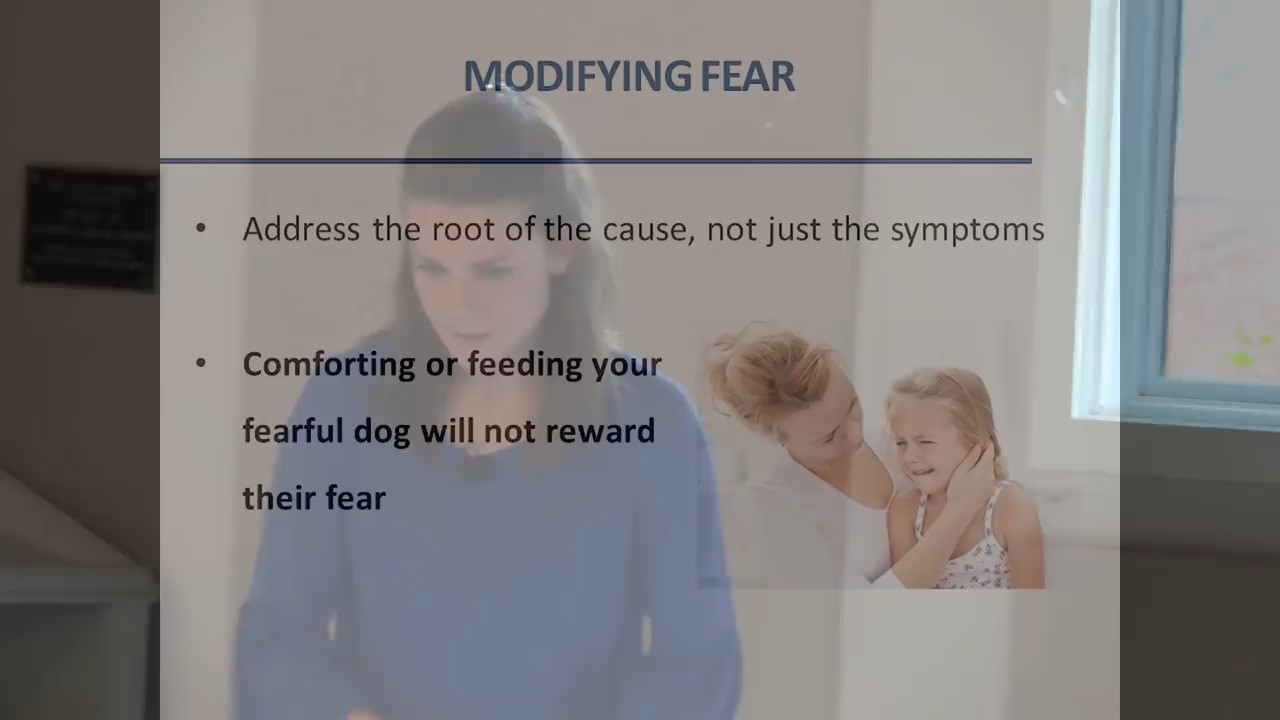 MODIFYING FEAR
• Address the root of the cause, not just the symptoms
• Comforting or feeding your
fearful dog will not reward
their fear